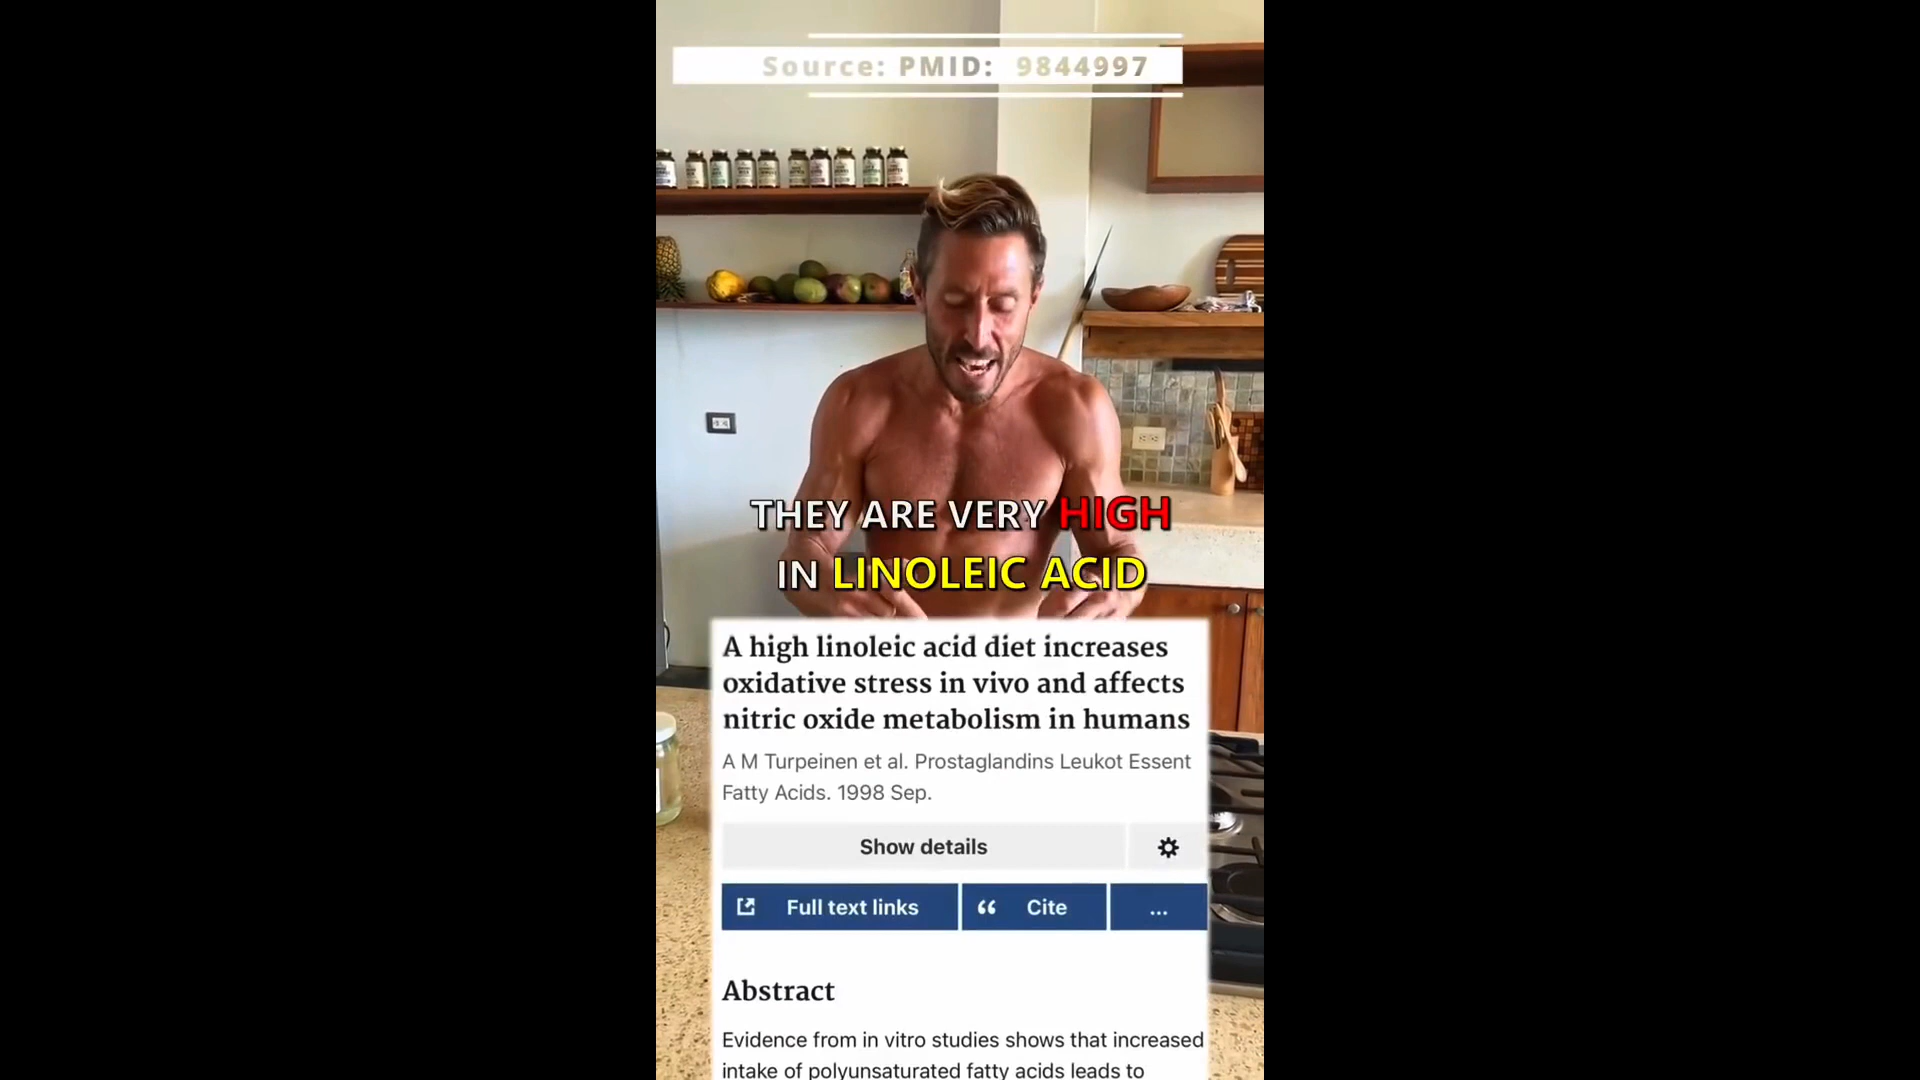 Source: PMID: 9844997
THEY ARE VERY HIGH
IN LINOLEIC ACID
A high linoleic acid diet increases
oxidative stress in vivo and affects
nitric oxide metabolism in humans
A M Turpeinen et al. Prostaglandins Leukot Essent
Fatty Acids. 1998 Sep.
Show details
Full text links
Cite
...
Abstract
Evidence from in vitro studies shows that increased
intake of polyunsaturated fatty acids leads to